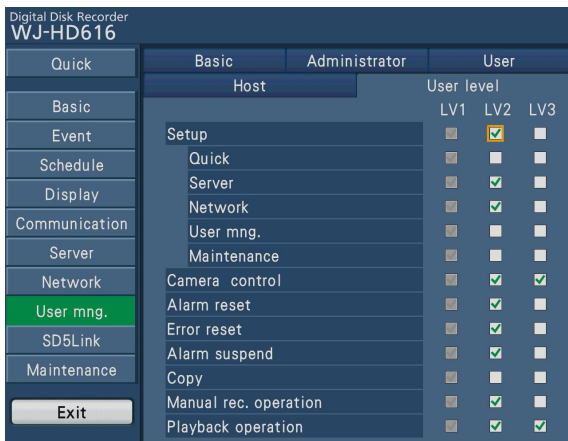 Digital Disk Recorder
WJ-HD616
Quick
Basic
Event
Schedule
Display
Communication
Server
Network
User mng.
SD5Link
Maintenance
Exit
Basic Administrator User
Host User level
LV1 LV2 LV3
Setup
Quick
Server
Network
User mng.
Maintenance
Camera control
Alarm reset
Error reset
Alarm suspend
Copy
Manual rec. operation
Playback operation